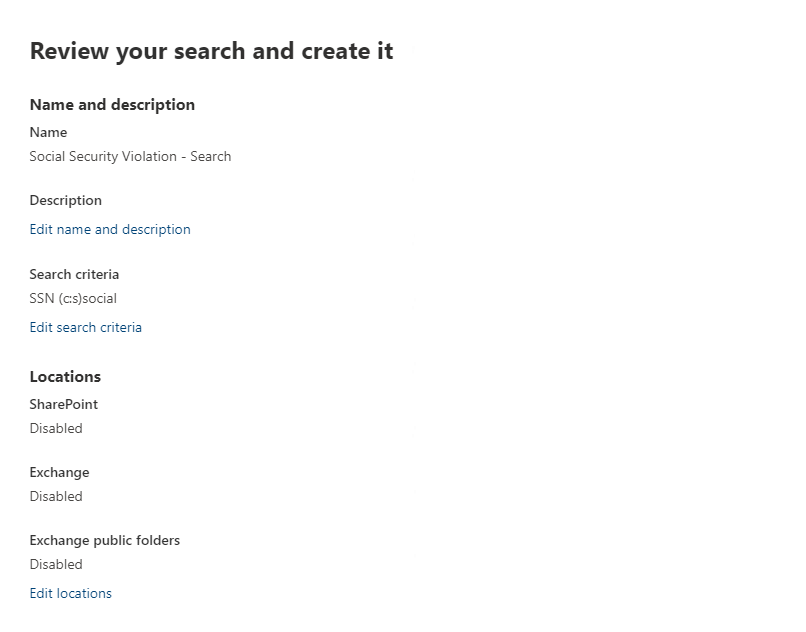 Review your search and create it
Name and description
Name
Social Security Violation - Search
Description
Edit name and description
Search criteria
SSN (c:s)social
Edit search criteria
Locations
SharePoint
Disabled
Exchange
Disabled
Exchange public folders
Disabled
Edit locations